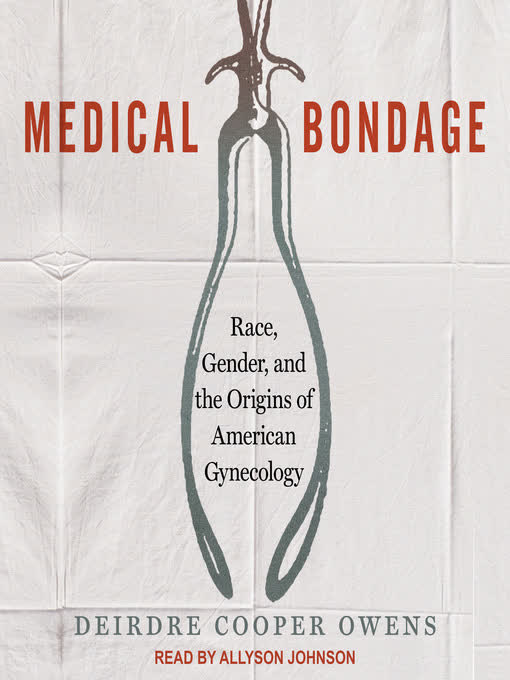 MEDICAL BONDAGE
Race,
Gender, and
the Origins of
American
Gynecology
DEIRDRE COOPER OWENS
READ BY ALLYSON JOHNSON